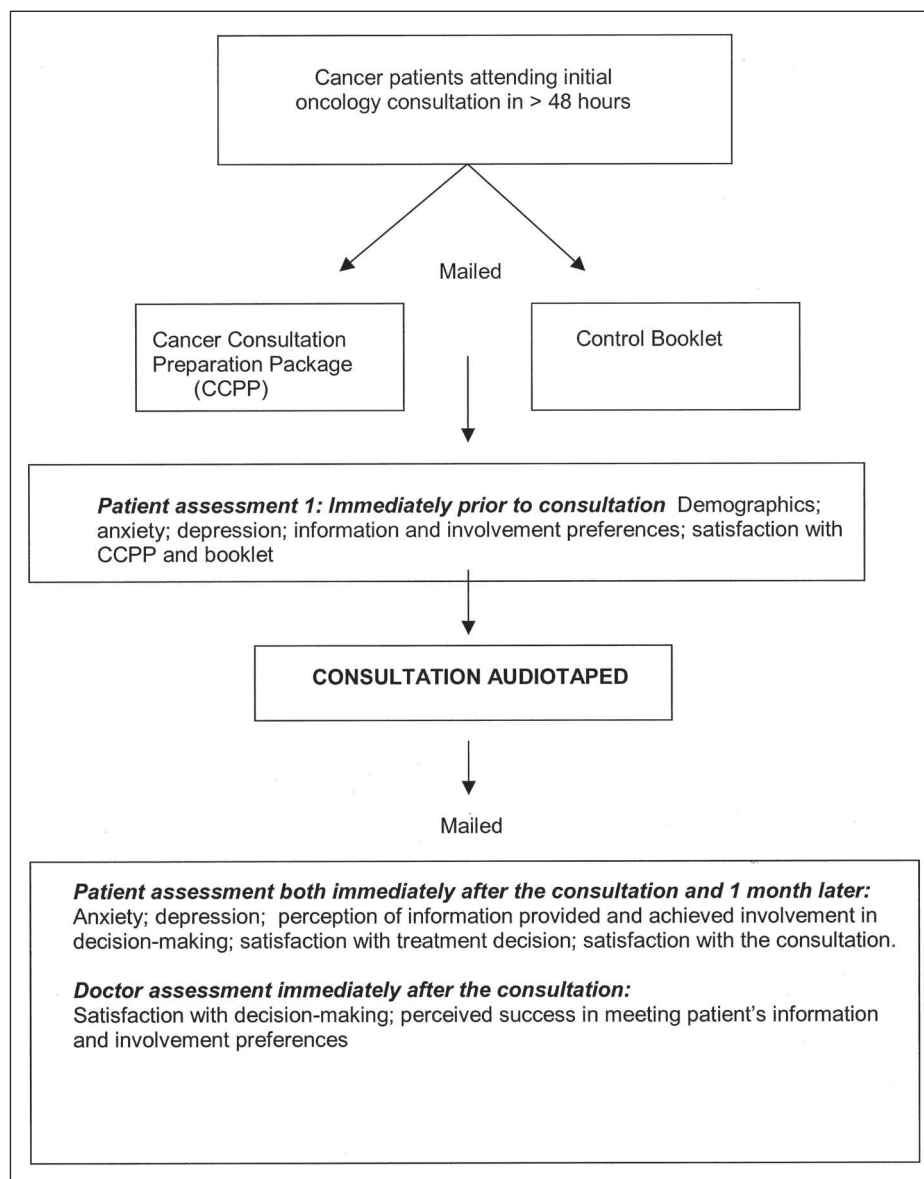 Cancer patients attending initial
oncology consultation in > 48 hours
Mailed
Cancer Consultation
Preparation Package
(CCPP)
Control Booklet
Patient assessment 1: Immediately prior to consultation Demographics;
anxiety; depression; information and involvement preferences; satisfaction with
CCPP and booklet
CONSULTATION AUDIOTAPED
Mailed
Patient assessment both immediately after the consultation and 1 month later:
Anxiety; depression; perception of information provided and achieved involvement in
decision-making; satisfaction with treatment decision; satisfaction with the consultation.
Doctor assessment immediately after the consultation:
Satisfaction with decision-making; perceived success in meeting patient's information
and involvement preferences